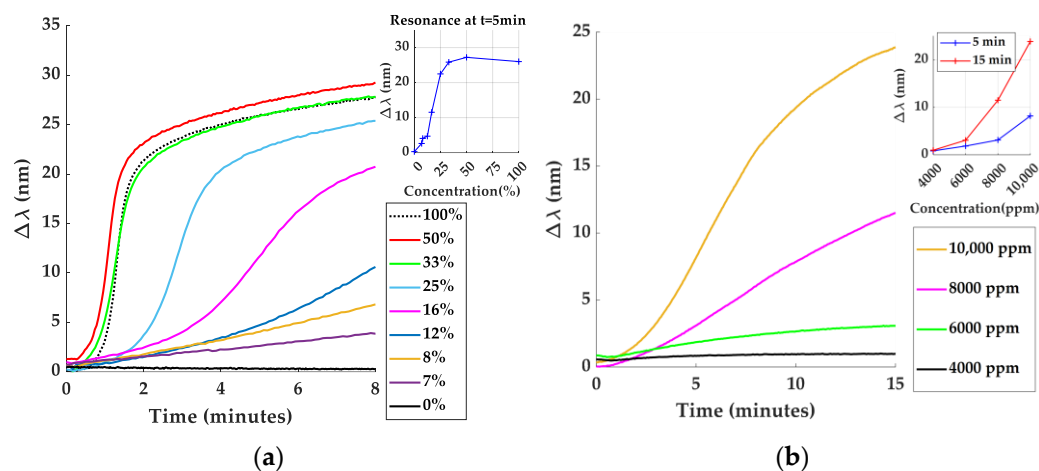 35
30
25
20
15
10
5
0
Δλ (nm)
0 2 4 6 8
Time (minutes)
Resonance at t=5min
30
20
10
0
Δλ (nm)
0 25 50 75 100
Concentration(%)
100%
50%
33%
25%
16%
12%
8%
7%
0%
(a)
25
20
15
10
5
0
Δλ (nm)
0 5 10 15
Time (minutes)
5 min
15 min
20
10
0
Δλ (nm)
4000 6000 8000 10,000
Concentration(ppm)
10,000 ppm
8000 ppm
6000 ppm
4000 ppm
(b)